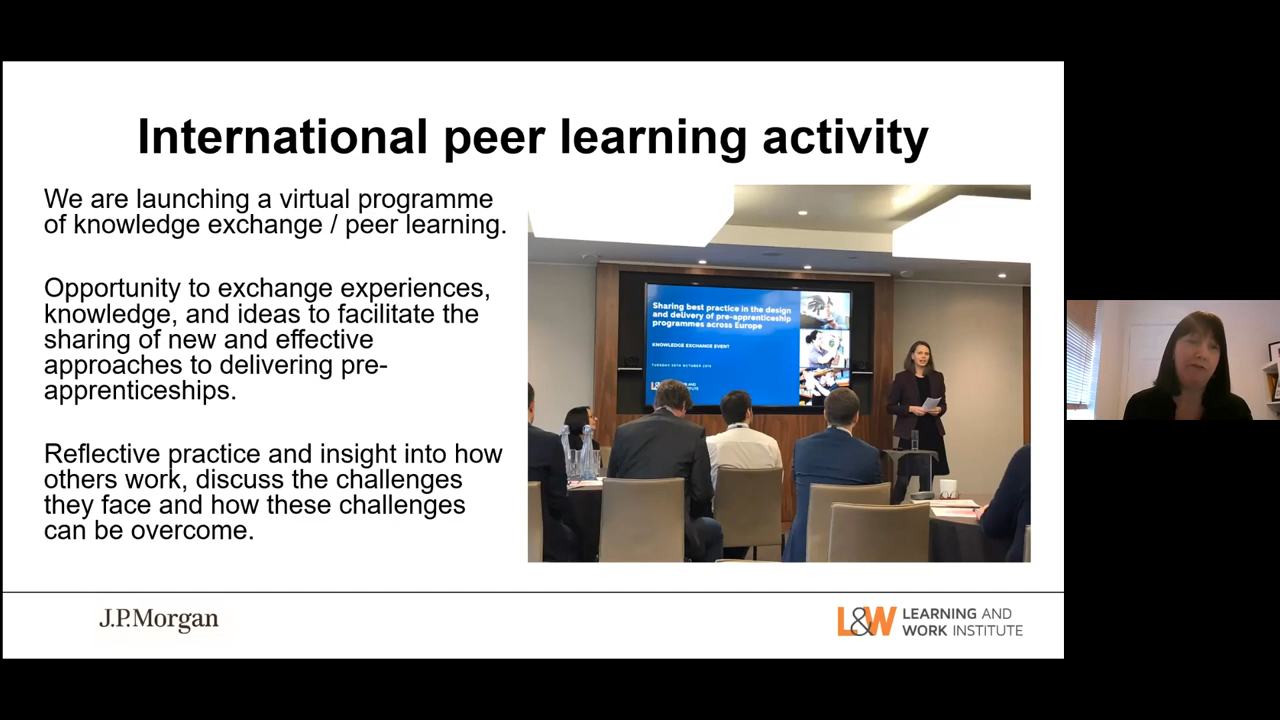 International peer learning activity
We are launching a virtual programme
of knowledge exchange / peer learning.
Opportunity to exchange experiences,
knowledge, and ideas to facilitate the
sharing of new and effective
approaches to delivering pre-
apprenticeships.
Reflective practice and insight into how
others work, discuss the challenges
they face and how these challenges
can be overcome.
Sharing best practice in the design
and delivery of pre-apprenticeship
programmes across Europe
KNOWLEDGE EXCHANGE EVENT
J.P.Morgan
L&W LEARNING AND
WORK INSTITUTE